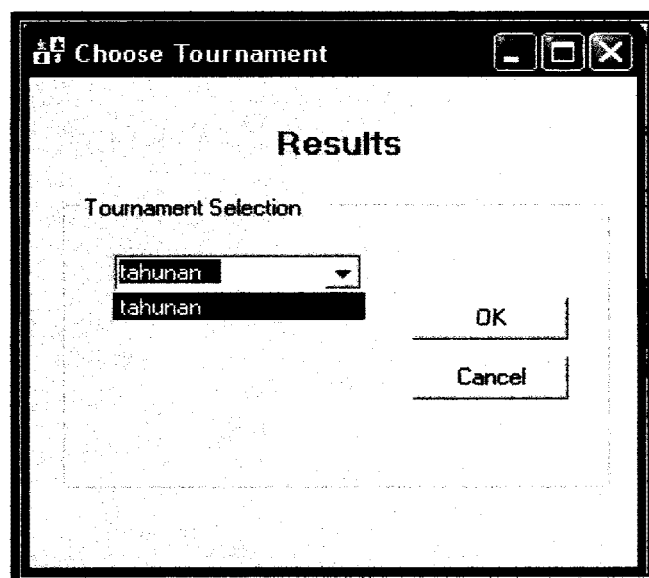 Choose Tournament
Results
Tournament Selection
tahunan
tahunan
OK
Cancel